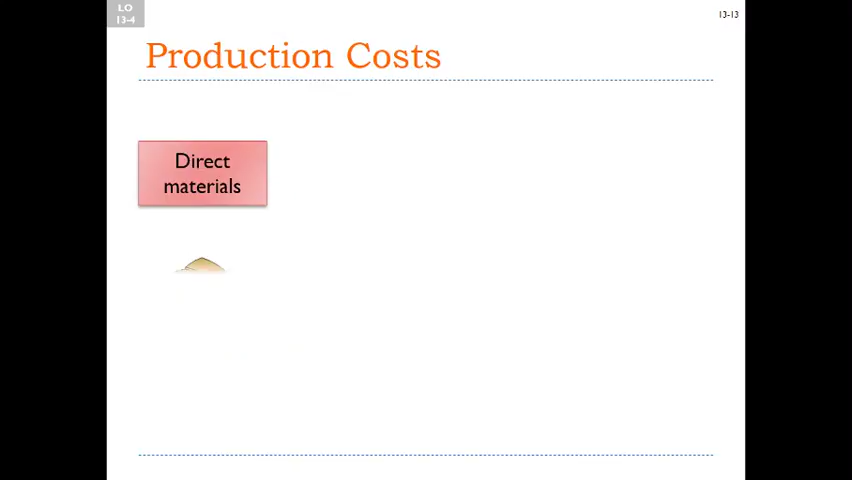 LO
13-4
13-13
Production Costs
Direct
materials